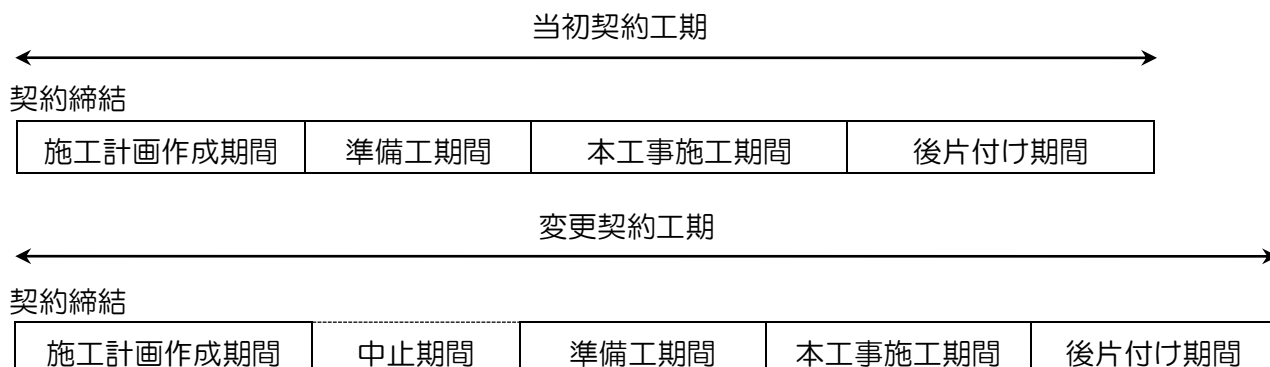 当初契約工期
契約締結
施工計画作成期間 準備工期間 本工事施工期間 後片付け期間
変更契約工期
契約締結
施工計画作成期間 中止期間 準備工期間 本工事施工期間 後片付け期間